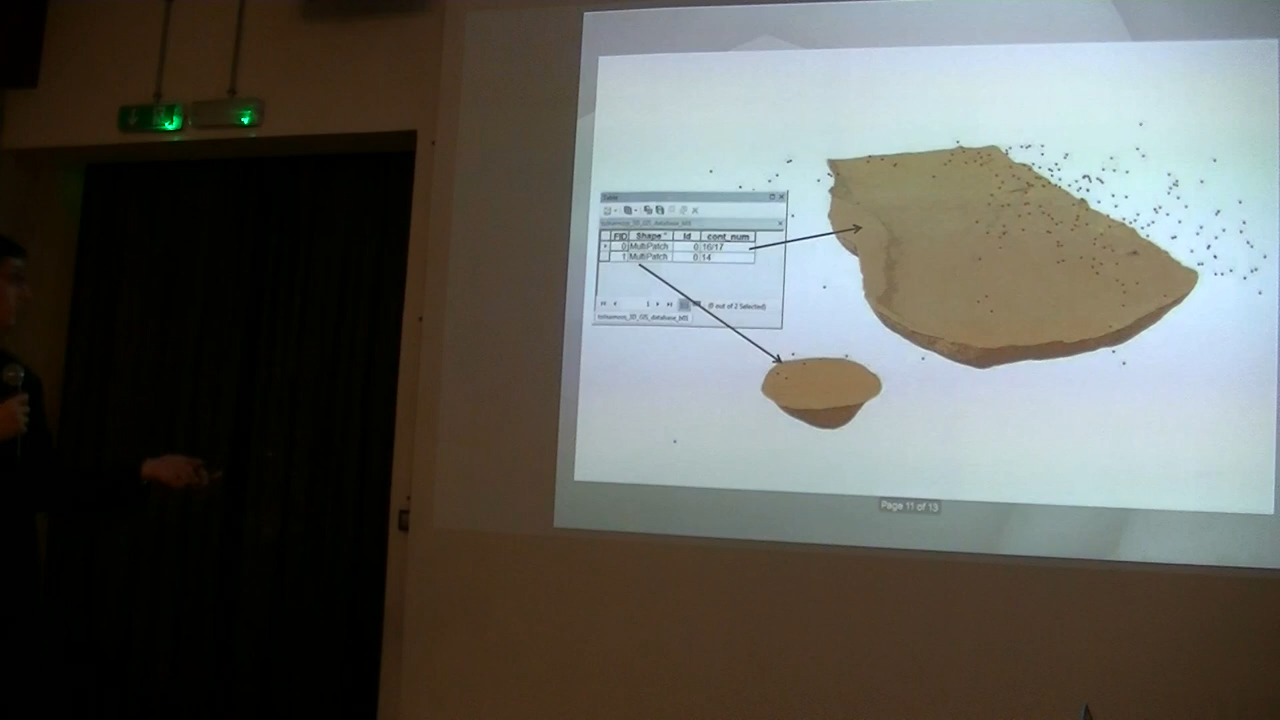 Table
FID Shape * Id cont_num
0 MultiPatch 0 16/17
1 MultiPatch 0 14
1
(0 out of 2 Selected)
Page 11 of 13